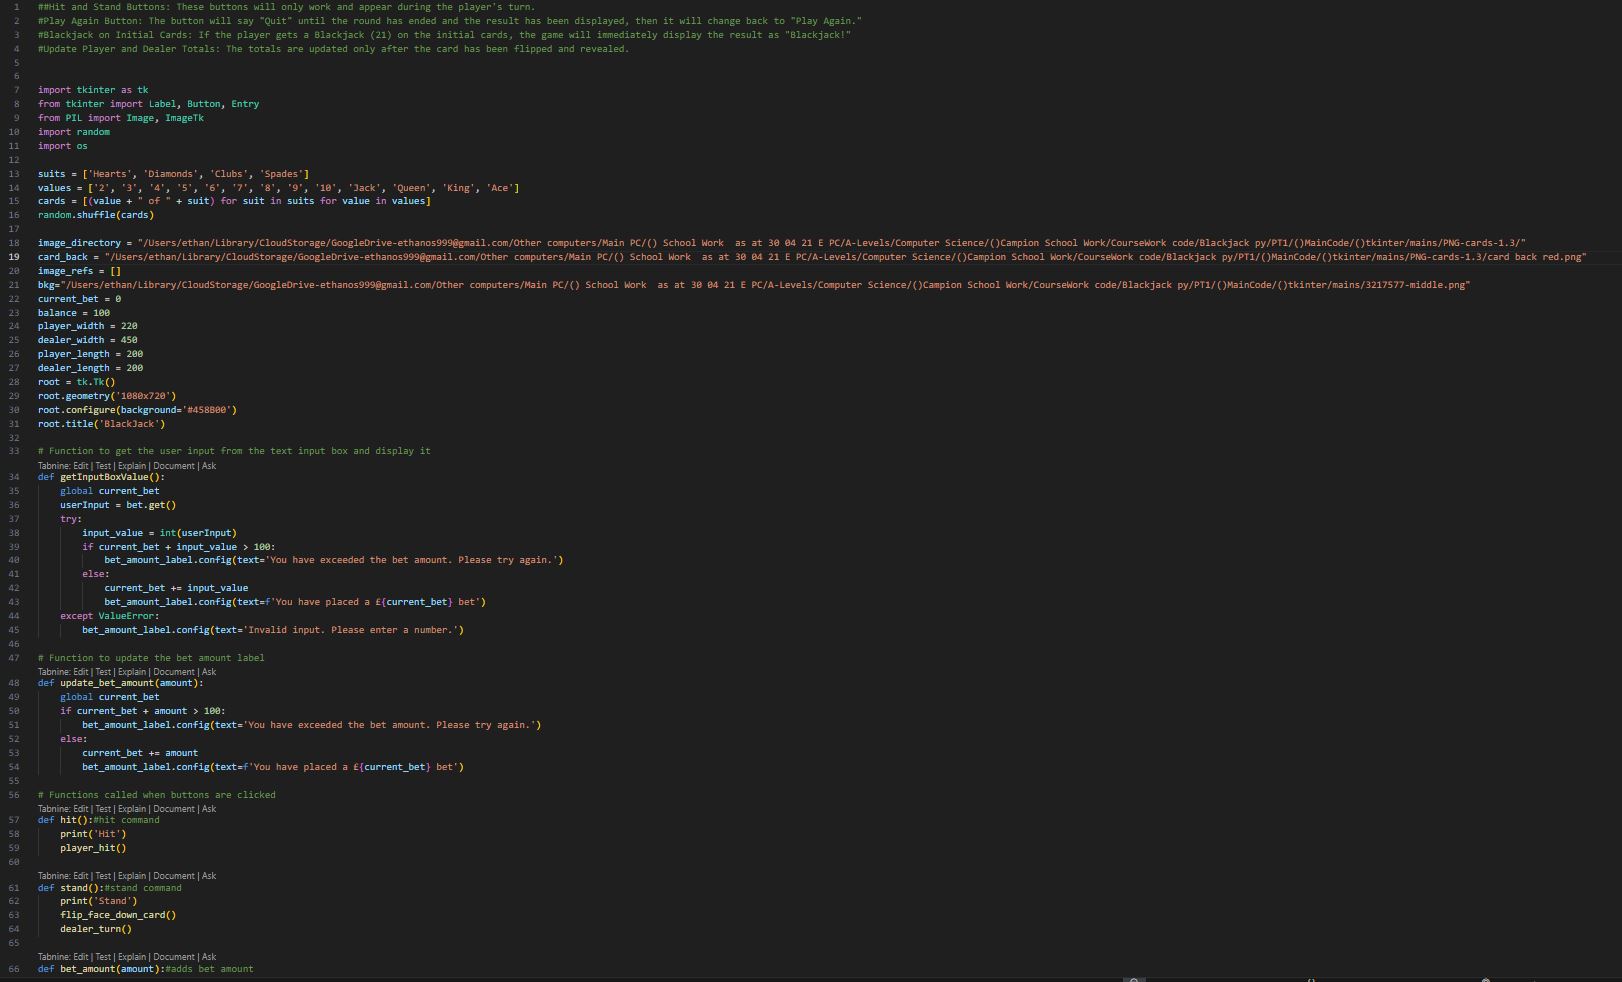 1 ##Hit and Stand Buttons: These buttons will only work and appear during the player's turn.
2 #Play Again Button: The button will say "Quit" until the round has ended and the result has been displayed, then it will change back to "Play Again."
3 #Blackjack on Initial Cards: If the player gets a Blackjack (21) on the initial cards, the game will immediately display the result as "Blackjack!"
4 #Update Player and Dealer Totals: The totals are updated only after the card has been flipped and revealed.
5
6
7 import tkinter as tk
8 from tkinter import Label, Button, Entry
9 from PIL import Image, ImageTk
10 import random
11 import os
12
13 suits = ['Hearts', 'Diamonds', 'Clubs', 'Spades']
14 values = ['2', '3', '4', '5', '6', '7', '8', '9', '10', 'Jack', 'Queen', 'King', 'Ace']
15 cards = [(value + " of " + suit) for suit in suits for value in values]
16 random.shuffle(cards)
17
18 image_directory = "/Users/ethan/Library/CloudStorage/GoogleDrive-ethanos999@gmail.com/Other computers/Main PC/() School Work  as at 30 04 21 E PC/A-Levels/Computer Science/()Campion School Work/CourseWork code/Blackjack py/PT1/()MainCode/()tkinter/mains/PNG-cards-1.3/"
19 card_back = "/Users/ethan/Library/CloudStorage/GoogleDrive-ethanos999@gmail.com/Other computers/Main PC/() School Work  as at 30 04 21 E PC/A-Levels/Computer Science/()Campion School Work/CourseWork code/Blackjack py/PT1/()MainCode/()tkinter/mains/PNG-cards-1.3/card back red.png"
20 image_refs = []
21 bkg="/Users/ethan/Library/CloudStorage/GoogleDrive-ethanos999@gmail.com/Other computers/Main PC/() School Work  as at 30 04 21 E PC/A-Levels/Computer Science/()Campion School Work/CourseWork code/Blackjack py/PT1/()MainCode/()tkinter/mains/3217577-middle.png"
22 current_bet = 0
23 balance = 100
24 player_width = 220
25 dealer_width = 450
26 player_length = 200
27 dealer_length = 200
28 root = tk.Tk()
29 root.geometry('1080x720')
30 root.configure(background='#458B00')
31 root.title('BlackJack')
32
33 # Function to get the user input from the text input box and display it
Tabnine: Edit | Test | Explain | Document | Ask
34 def getInputBoxValue():
35     global current_bet
36     userInput = bet.get()
37     try:
38         input_value = int(userInput)
39         if current_bet + input_value > 100:
40             bet_amount_label.config(text='You have exceeded the bet amount. Please try again.')
41         else:
42             current_bet += input_value
43             bet_amount_label.config(text=f'You have placed a £{current_bet} bet')
44     except ValueError:
45         bet_amount_label.config(text='Invalid input. Please enter a number.')
46
47 # Function to update the bet amount label
Tabnine: Edit | Test | Explain | Document | Ask
48 def update_bet_amount(amount):
49     global current_bet
50     if current_bet + amount > 100:
51         bet_amount_label.config(text='You have exceeded the bet amount. Please try again.')
52     else:
53         current_bet += amount
54         bet_amount_label.config(text=f'You have placed a £{current_bet} bet')
55
56 # Functions called when buttons are clicked
Tabnine: Edit | Test | Explain | Document | Ask
57 def hit():#hit command
58     print('Hit')
59     player_hit()
60
Tabnine: Edit | Test | Explain | Document | Ask
61 def stand():#stand command
62     print('Stand')
63     flip_face_down_card()
64     dealer_turn()
65
Tabnine: Edit | Test | Explain | Document | Ask
66 def bet_amount(amount):#adds bet amount